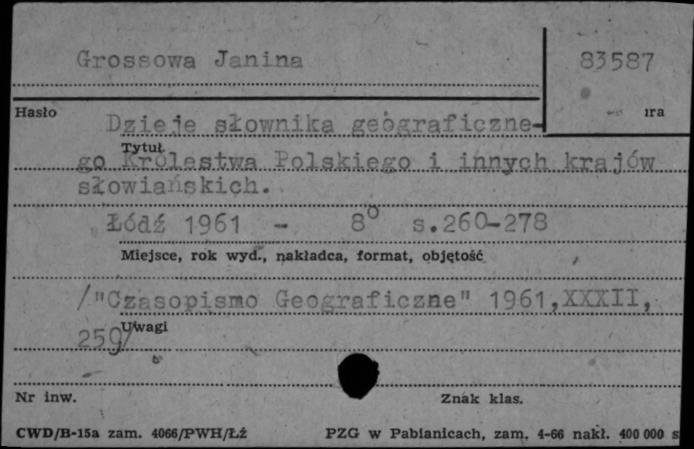 Grossowa Janina
83587
Hasło
ıra
Dzieje słownika geograficzne-
Tytuł
go Królestwa Polskiego i innych krajów
słowiańskich.
Łódź 1961 - 8° s.260-278
Miejsce, rok wyd., nakładca, format, objętość
/"Czasopismo Geograficzne" 1961,XXXII,
Uwagi
259/
Nr inw.
Znak klas.
CWD/B-15a zam. 4066/PWH/Łź
PZG w Pabianicach, zam. 4-66 nakł. 400 000 s